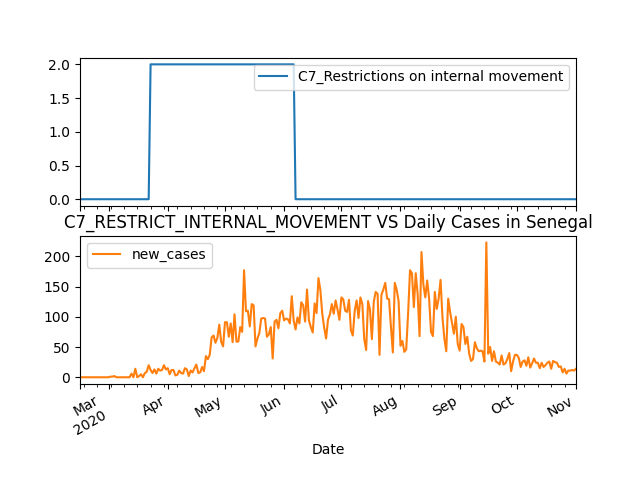 2.0
1.5
1.0
0.5
0.0
C7_Restrictions on internal movement
C7_RESTRICT_INTERNAL_MOVEMENT VS Daily Cases in Senegal
200
150
100
50
0
new_cases
Mar
2020
Apr
May
Jun
Jul
Aug
Sep
Oct
Nov
Date